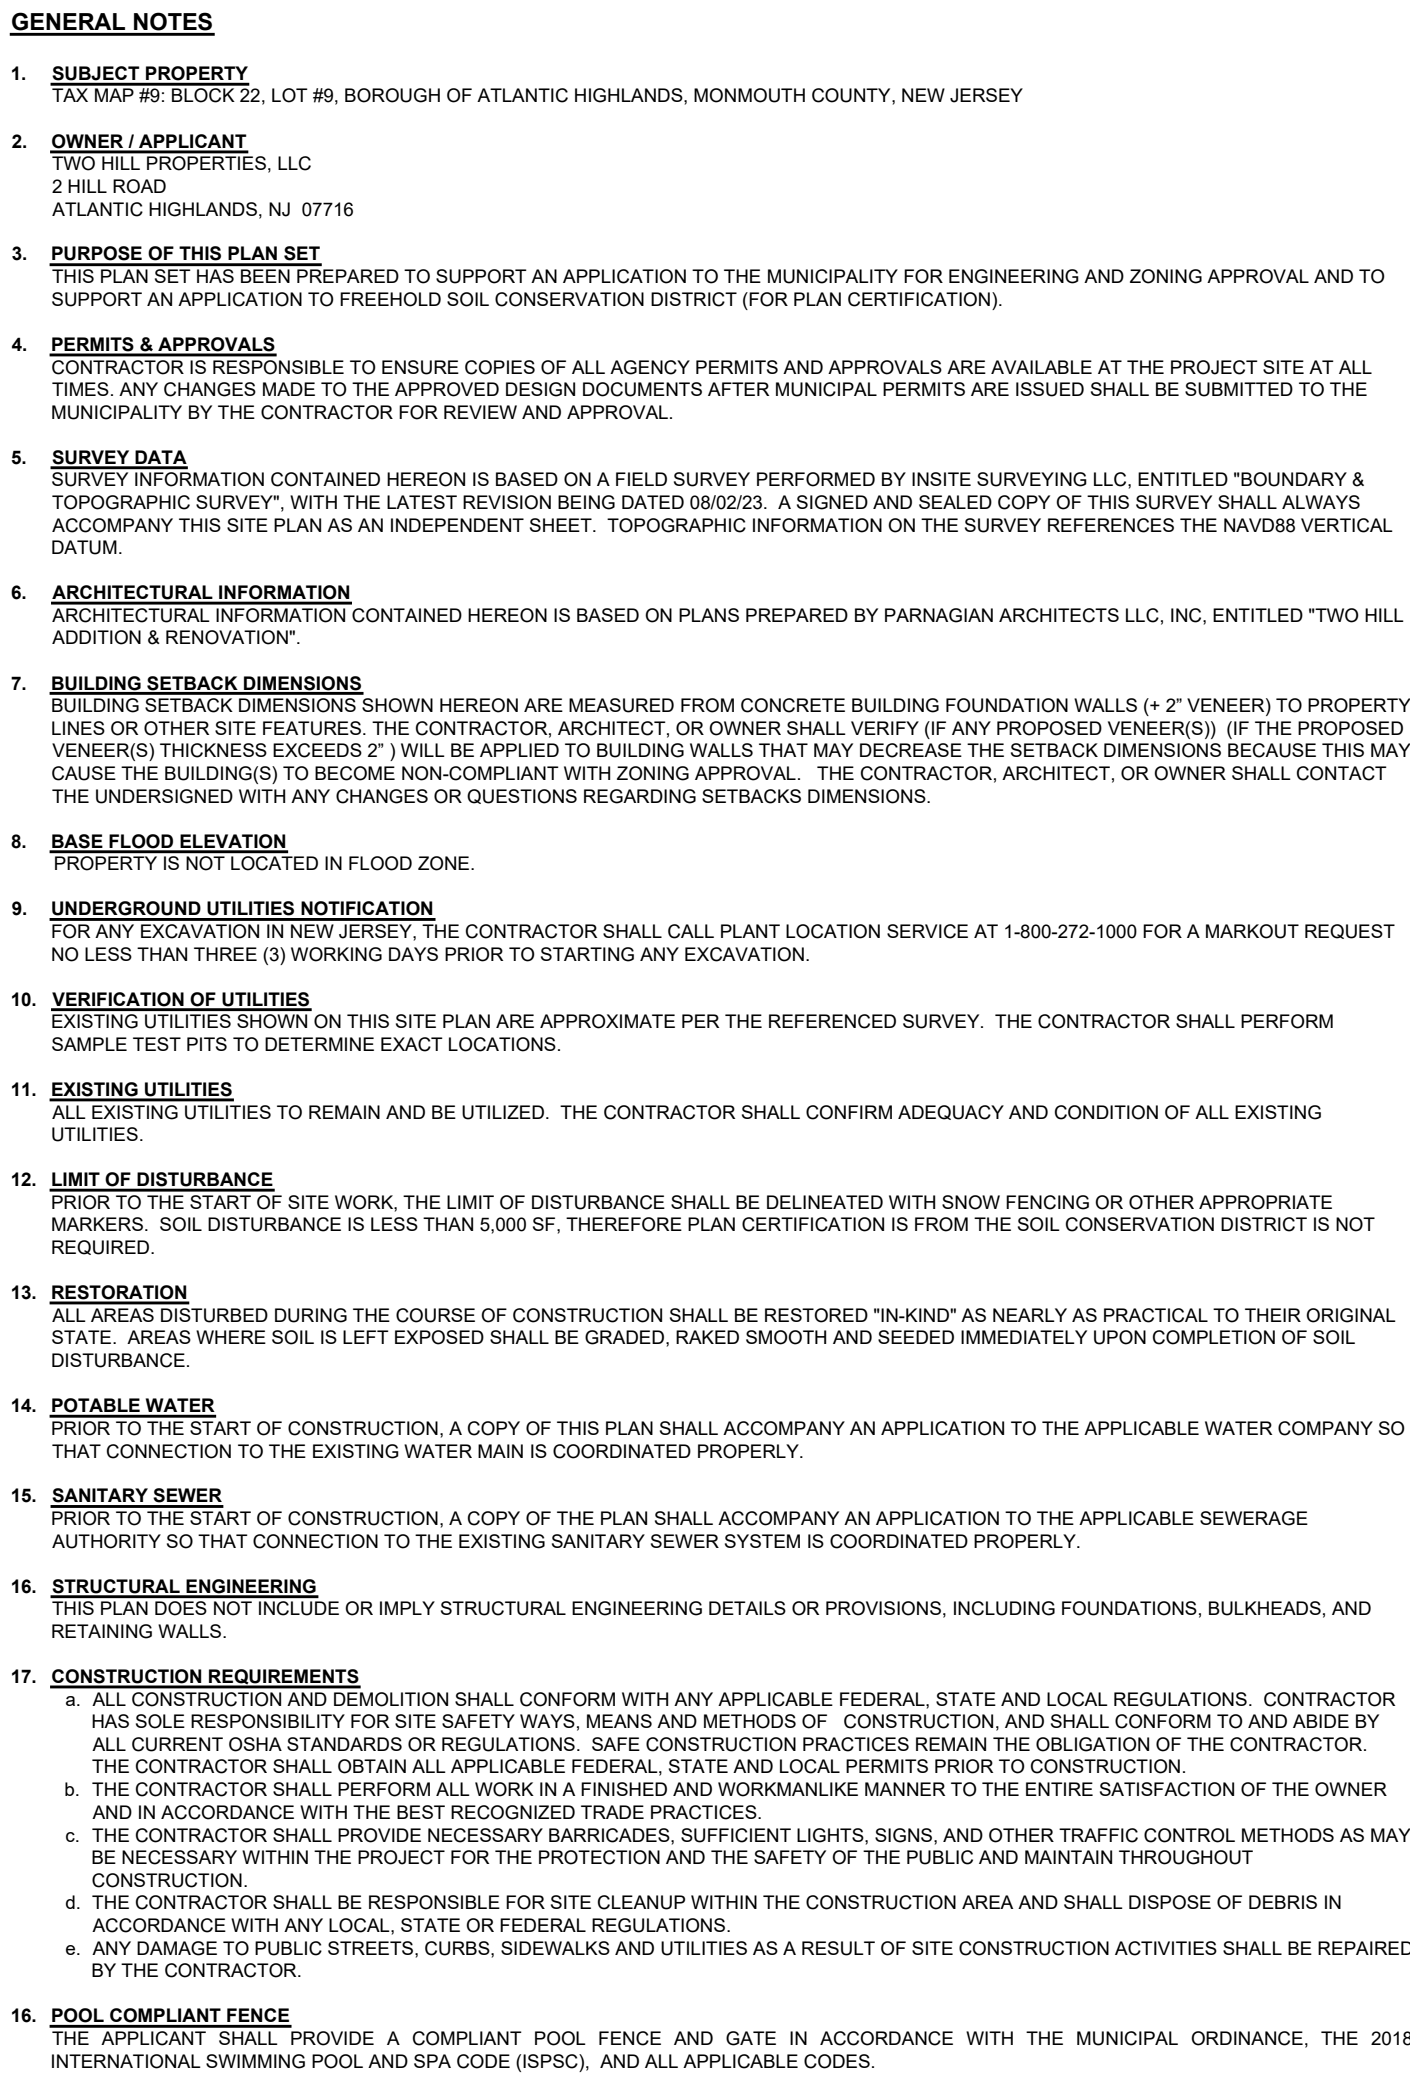 GENERAL NOTES
1. SUBJECT PROPERTY
TAX MAP #9: BLOCK 22, LOT #9, BOROUGH OF ATLANTIC HIGHLANDS, MONMOUTH COUNTY, NEW JERSEY
2. OWNER / APPLICANT
TWO HILL PROPERTIES, LLC
2 HILL ROAD
ATLANTIC HIGHLANDS, NJ 07716
3. PURPOSE OF THIS PLAN SET
THIS PLAN SET HAS BEEN PREPARED TO SUPPORT AN APPLICATION TO THE MUNICIPALITY FOR ENGINEERING AND ZONING APPROVAL AND TO
SUPPORT AN APPLICATION TO FREEHOLD SOIL CONSERVATION DISTRICT (FOR PLAN CERTIFICATION).
4. PERMITS & APPROVALS
CONTRACTOR IS RESPONSIBLE TO ENSURE COPIES OF ALL AGENCY PERMITS AND APPROVALS ARE AVAILABLE AT THE PROJECT SITE AT ALL
TIMES. ANY CHANGES MADE TO THE APPROVED DESIGN DOCUMENTS AFTER MUNICIPAL PERMITS ARE ISSUED SHALL BE SUBMITTED TO THE
MUNICIPALITY BY THE CONTRACTOR FOR REVIEW AND APPROVAL.
5. SURVEY DATA
SURVEY INFORMATION CONTAINED HEREON IS BASED ON A FIELD SURVEY PERFORMED BY INSITE SURVEYING LLC, ENTITLED "BOUNDARY &
TOPOGRAPHIC SURVEY", WITH THE LATEST REVISION BEING DATED 08/02/23. A SIGNED AND SEALED COPY OF THIS SURVEY SHALL ALWAYS
ACCOMPANY THIS SITE PLAN AS AN INDEPENDENT SHEET. TOPOGRAPHIC INFORMATION ON THE SURVEY REFERENCES THE NAVD88 VERTICAL
DATUM.
6. ARCHITECTURAL INFORMATION
ARCHITECTURAL INFORMATION CONTAINED HEREON IS BASED ON PLANS PREPARED BY PARNAGIAN ARCHITECTS LLC, INC, ENTITLED "TWO HILL
ADDITION & RENOVATION".
7. BUILDING SETBACK DIMENSIONS
BUILDING SETBACK DIMENSIONS SHOWN HEREON ARE MEASURED FROM CONCRETE BUILDING FOUNDATION WALLS (+ 2” VENEER) TO PROPERTY
LINES OR OTHER SITE FEATURES. THE CONTRACTOR, ARCHITECT, OR OWNER SHALL VERIFY (IF ANY PROPOSED VENEER(S)) (IF THE PROPOSED
VENEER(S) THICKNESS EXCEEDS 2” ) WILL BE APPLIED TO BUILDING WALLS THAT MAY DECREASE THE SETBACK DIMENSIONS BECAUSE THIS MAY
CAUSE THE BUILDING(S) TO BECOME NON-COMPLIANT WITH ZONING APPROVAL. THE CONTRACTOR, ARCHITECT, OR OWNER SHALL CONTACT
THE UNDERSIGNED WITH ANY CHANGES OR QUESTIONS REGARDING SETBACKS DIMENSIONS.
8. BASE FLOOD ELEVATION
PROPERTY IS NOT LOCATED IN FLOOD ZONE.
9. UNDERGROUND UTILITIES NOTIFICATION
FOR ANY EXCAVATION IN NEW JERSEY, THE CONTRACTOR SHALL CALL PLANT LOCATION SERVICE AT 1-800-272-1000 FOR A MARKOUT REQUEST
NO LESS THAN THREE (3) WORKING DAYS PRIOR TO STARTING ANY EXCAVATION.
10. VERIFICATION OF UTILITIES
EXISTING UTILITIES SHOWN ON THIS SITE PLAN ARE APPROXIMATE PER THE REFERENCED SURVEY. THE CONTRACTOR SHALL PERFORM
SAMPLE TEST PITS TO DETERMINE EXACT LOCATIONS.
11. EXISTING UTILITIES
ALL EXISTING UTILITIES TO REMAIN AND BE UTILIZED. THE CONTRACTOR SHALL CONFIRM ADEQUACY AND CONDITION OF ALL EXISTING
UTILITIES.
12. LIMIT OF DISTURBANCE
PRIOR TO THE START OF SITE WORK, THE LIMIT OF DISTURBANCE SHALL BE DELINEATED WITH SNOW FENCING OR OTHER APPROPRIATE
MARKERS. SOIL DISTURBANCE IS LESS THAN 5,000 SF, THEREFORE PLAN CERTIFICATION IS FROM THE SOIL CONSERVATION DISTRICT IS NOT
REQUIRED.
13. RESTORATION
ALL AREAS DISTURBED DURING THE COURSE OF CONSTRUCTION SHALL BE RESTORED "IN-KIND" AS NEARLY AS PRACTICAL TO THEIR ORIGINAL
STATE. AREAS WHERE SOIL IS LEFT EXPOSED SHALL BE GRADED, RAKED SMOOTH AND SEEDED IMMEDIATELY UPON COMPLETION OF SOIL
DISTURBANCE.
14. POTABLE WATER
PRIOR TO THE START OF CONSTRUCTION, A COPY OF THIS PLAN SHALL ACCOMPANY AN APPLICATION TO THE APPLICABLE WATER COMPANY SO
THAT CONNECTION TO THE EXISTING WATER MAIN IS COORDINATED PROPERLY.
15. SANITARY SEWER
PRIOR TO THE START OF CONSTRUCTION, A COPY OF THE PLAN SHALL ACCOMPANY AN APPLICATION TO THE APPLICABLE SEWERAGE
AUTHORITY SO THAT CONNECTION TO THE EXISTING SANITARY SEWER SYSTEM IS COORDINATED PROPERLY.
16. STRUCTURAL ENGINEERING
THIS PLAN DOES NOT INCLUDE OR IMPLY STRUCTURAL ENGINEERING DETAILS OR PROVISIONS, INCLUDING FOUNDATIONS, BULKHEADS, AND
RETAINING WALLS.
17. CONSTRUCTION REQUIREMENTS
a. ALL CONSTRUCTION AND DEMOLITION SHALL CONFORM WITH ANY APPLICABLE FEDERAL, STATE AND LOCAL REGULATIONS. CONTRACTOR
HAS SOLE RESPONSIBILITY FOR SITE SAFETY WAYS, MEANS AND METHODS OF CONSTRUCTION, AND SHALL CONFORM TO AND ABIDE BY
ALL CURRENT OSHA STANDARDS OR REGULATIONS. SAFE CONSTRUCTION PRACTICES REMAIN THE OBLIGATION OF THE CONTRACTOR.
THE CONTRACTOR SHALL OBTAIN ALL APPLICABLE FEDERAL, STATE AND LOCAL PERMITS PRIOR TO CONSTRUCTION.
b. THE CONTRACTOR SHALL PERFORM ALL WORK IN A FINISHED AND WORKMANLIKE MANNER TO THE ENTIRE SATISFACTION OF THE OWNER
AND IN ACCORDANCE WITH THE BEST RECOGNIZED TRADE PRACTICES.
c. THE CONTRACTOR SHALL PROVIDE NECESSARY BARRICADES, SUFFICIENT LIGHTS, SIGNS, AND OTHER TRAFFIC CONTROL METHODS AS MAY
BE NECESSARY WITHIN THE PROJECT FOR THE PROTECTION AND THE SAFETY OF THE PUBLIC AND MAINTAIN THROUGHOUT
CONSTRUCTION.
d. THE CONTRACTOR SHALL BE RESPONSIBLE FOR SITE CLEANUP WITHIN THE CONSTRUCTION AREA AND SHALL DISPOSE OF DEBRIS IN
ACCORDANCE WITH ANY LOCAL, STATE OR FEDERAL REGULATIONS.
e. ANY DAMAGE TO PUBLIC STREETS, CURBS, SIDEWALKS AND UTILITIES AS A RESULT OF SITE CONSTRUCTION ACTIVITIES SHALL BE REPAIRED
BY THE CONTRACTOR.
16. POOL COMPLIANT FENCE
THE APPLICANT SHALL PROVIDE A COMPLIANT POOL FENCE AND GATE IN ACCORDANCE WITH THE MUNICIPAL ORDINANCE, THE 2018
INTERNATIONAL SWIMMING POOL AND SPA CODE (ISPSC), AND ALL APPLICABLE CODES.